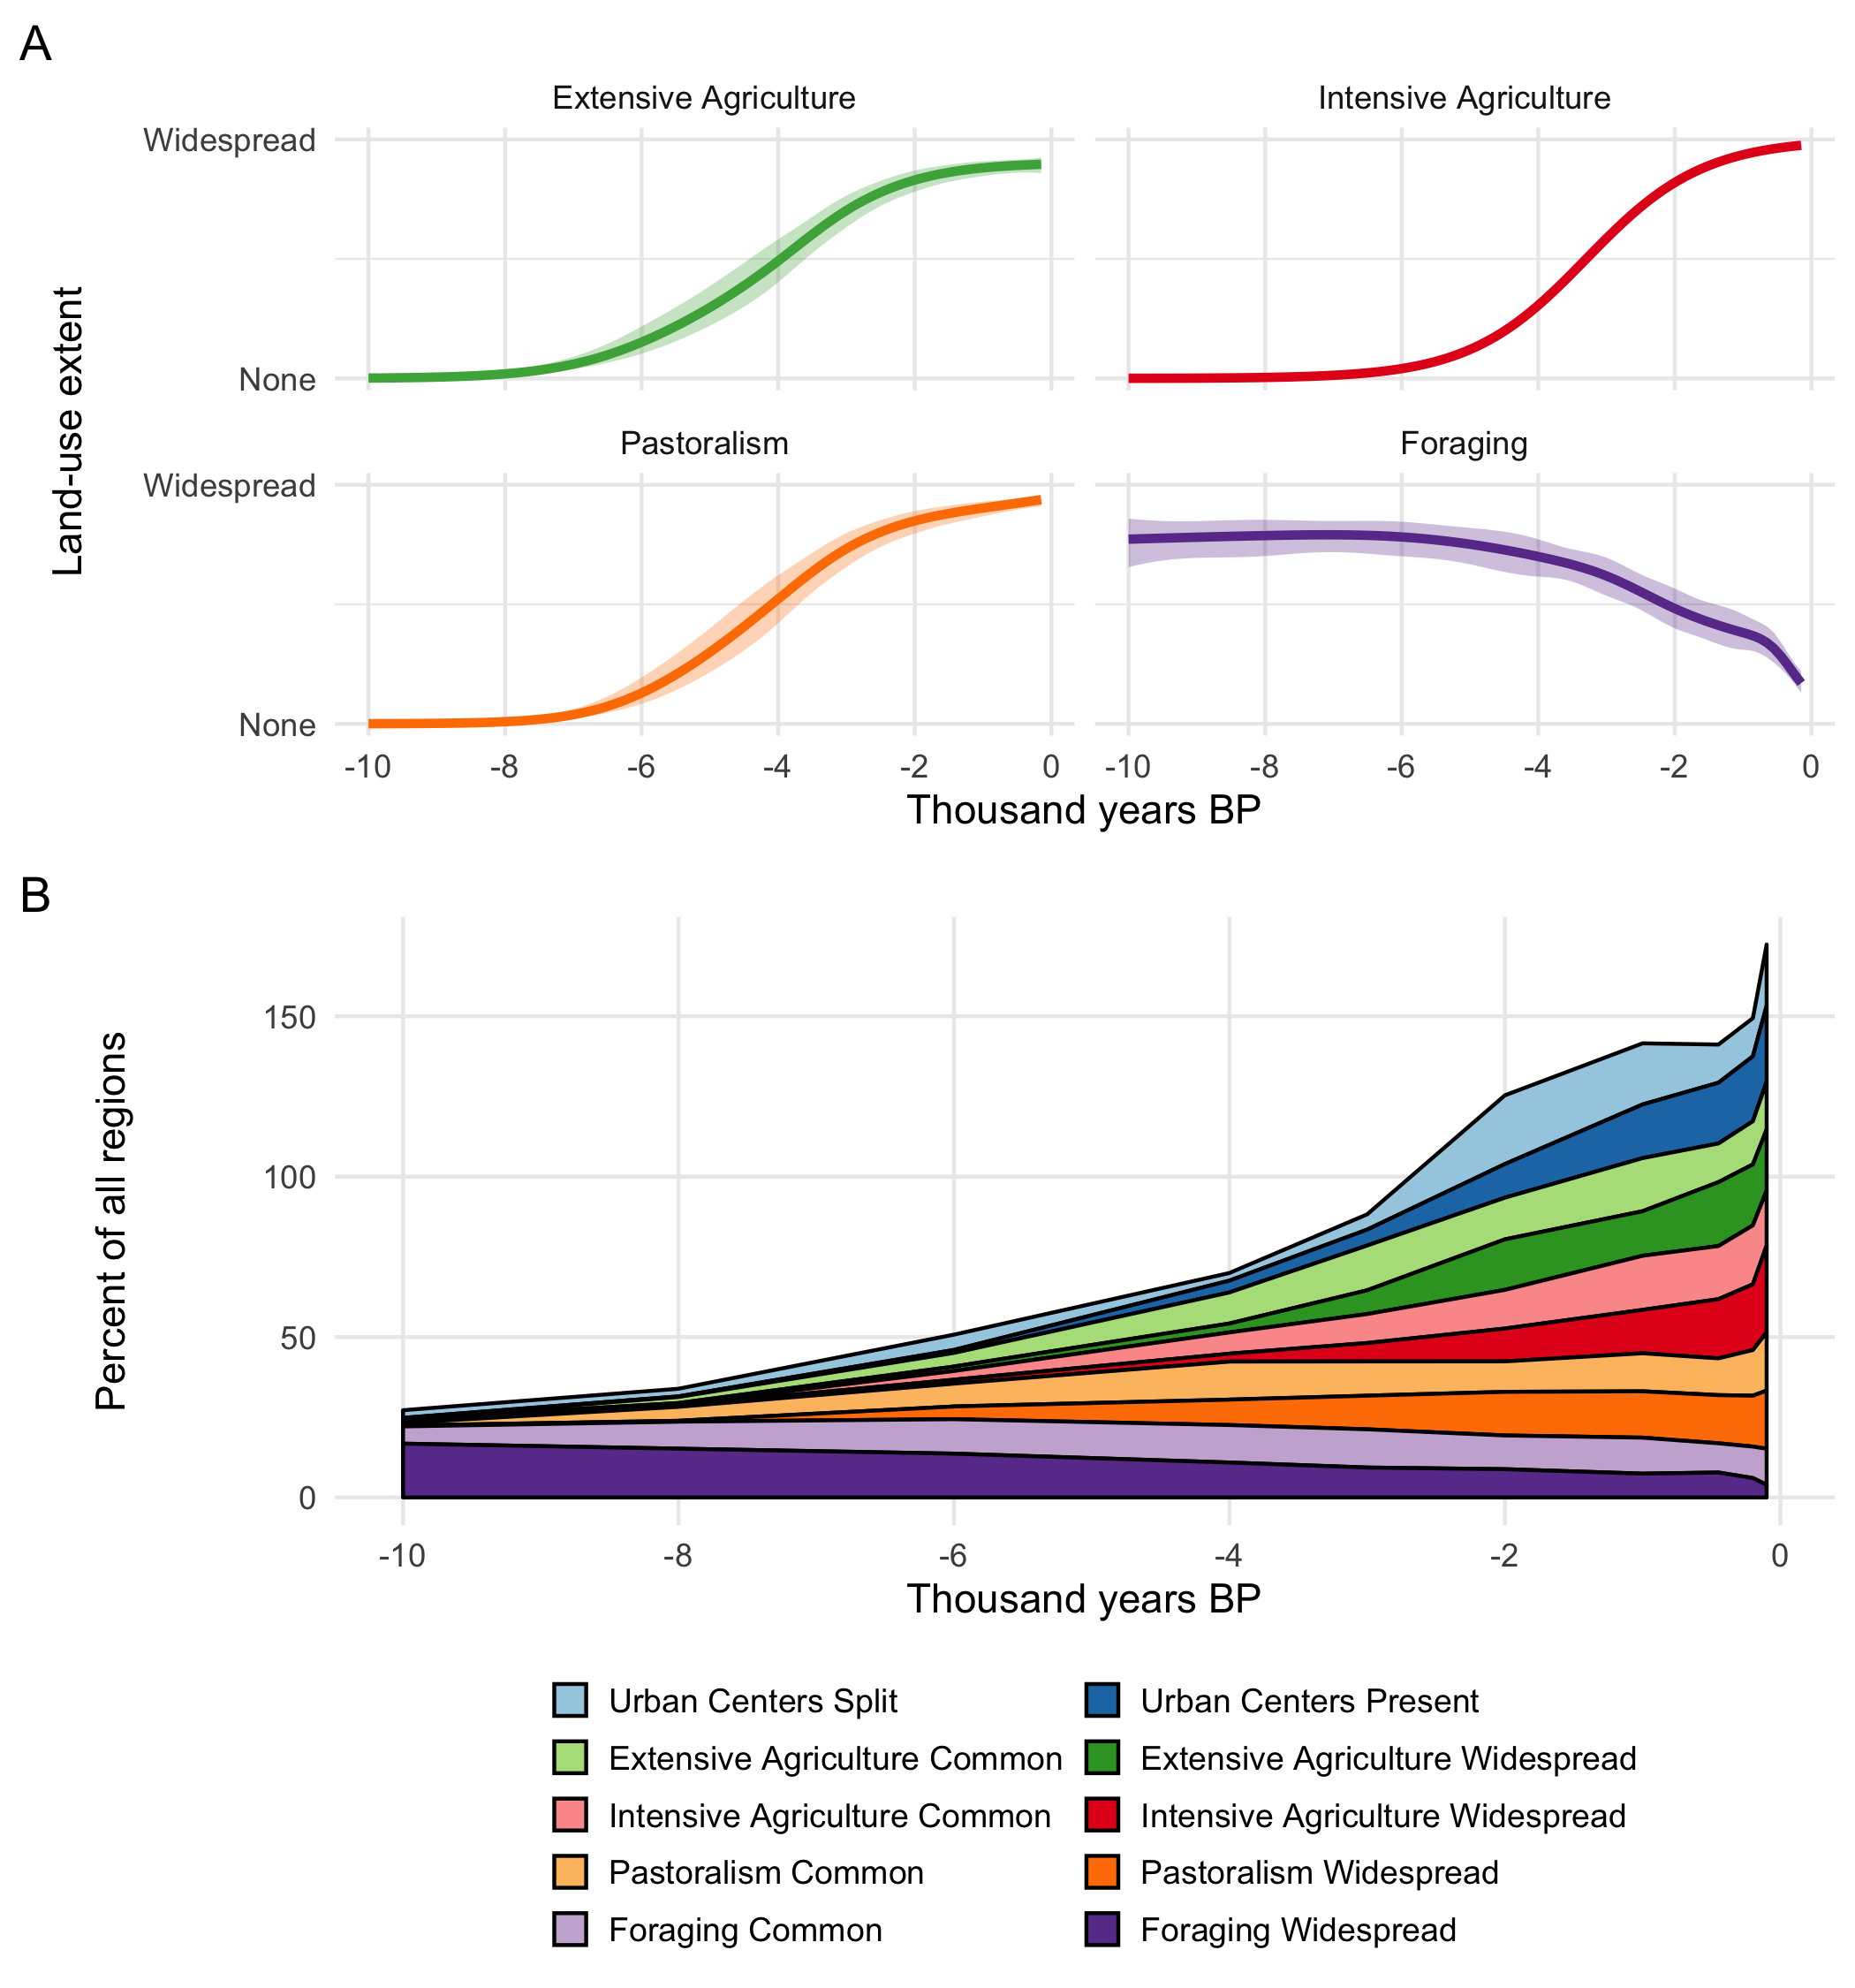 A
Extensive Agriculture
Intensive Agriculture
Widespread
None
Pastoralism
Foraging
Widespread
None
Land-use extent
-10 -8 -6 -4 -2 0
-10 -8 -6 -4 -2 0
Thousand years BP
B
150
100
50
0
Percent of all regions
-10 -8 -6 -4 -2 0
Thousand years BP
Urban Centers Split
Urban Centers Present
Extensive Agriculture Common
Extensive Agriculture Widespread
Intensive Agriculture Common
Intensive Agriculture Widespread
Pastoralism Common
Pastoralism Widespread
Foraging Common
Foraging Widespread